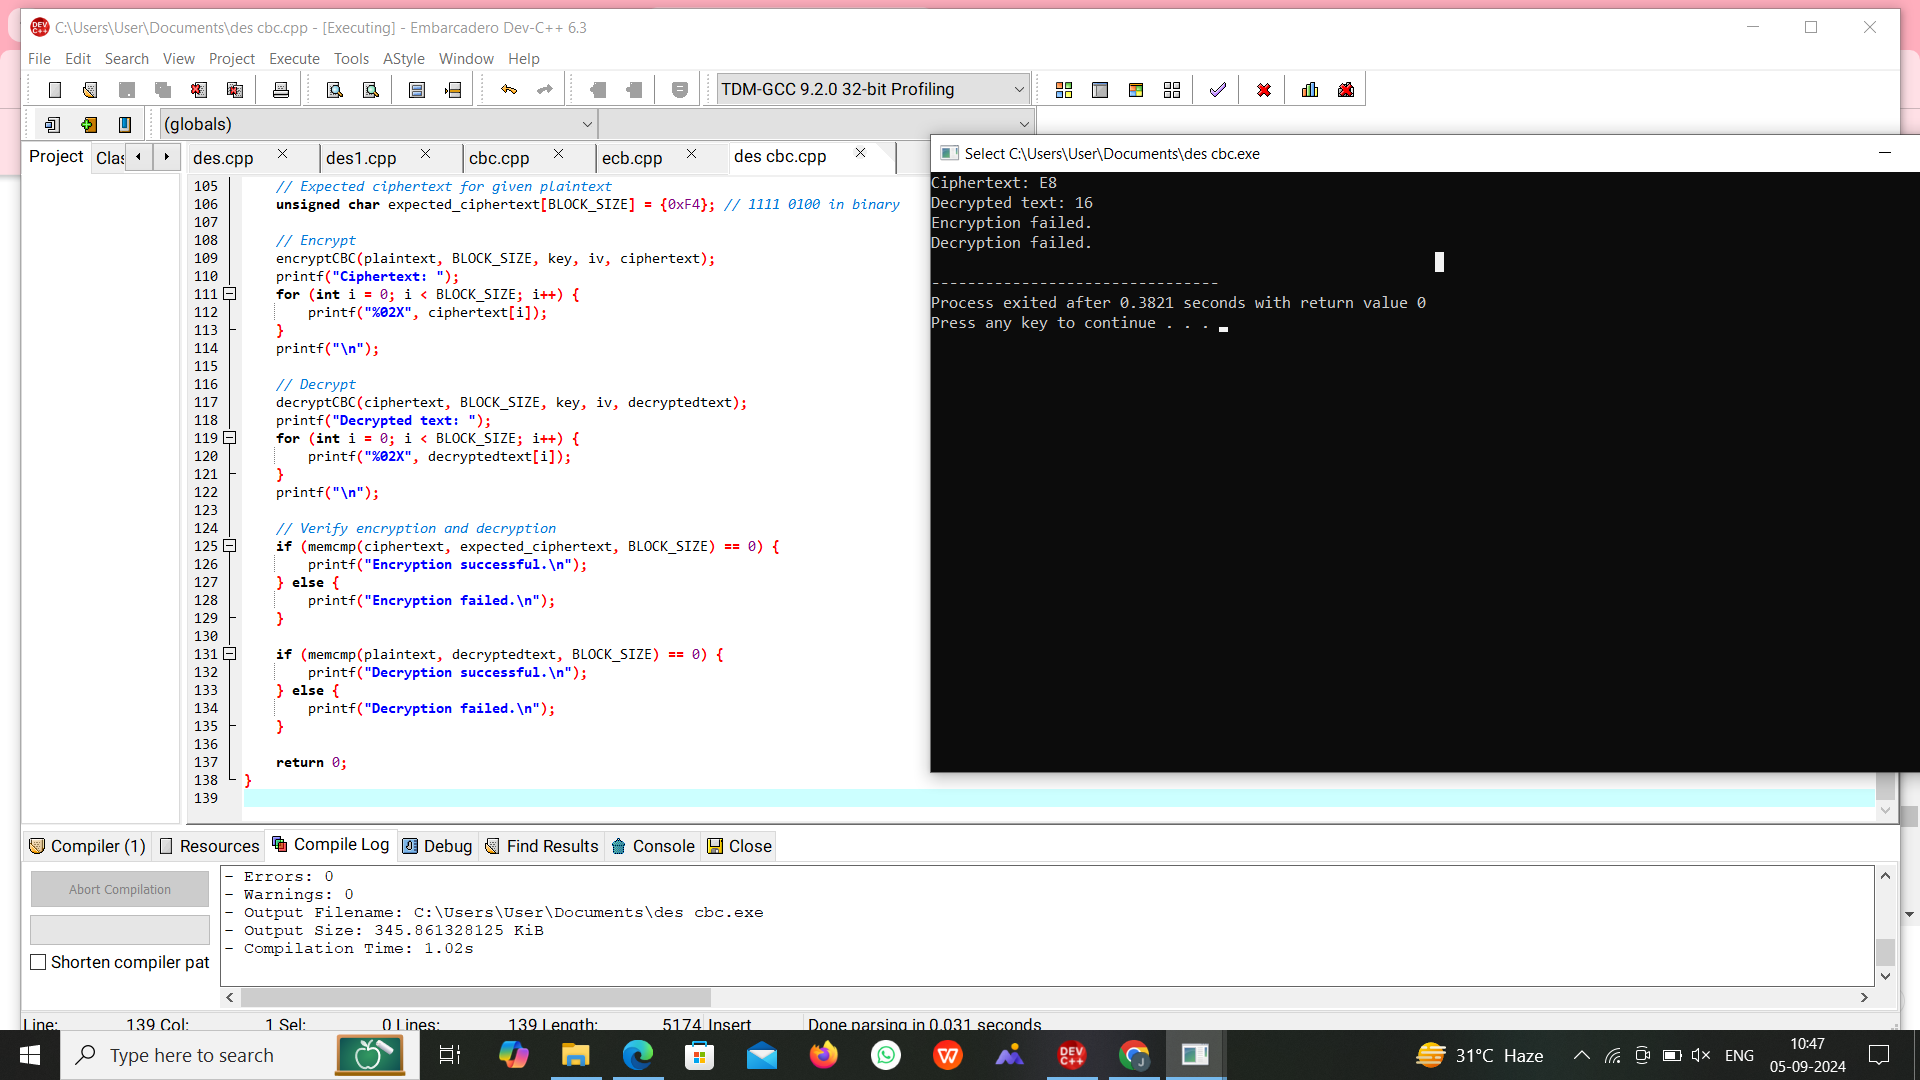 C:\Users\User\Documents\des cbc.cpp - [Executing] - Embarcadero Dev-C++ 6.3
File Edit Search View Project Execute Tools AStyle Window Help
TDM-GCC 9.2.0 32-bit Profiling
(globals)
Project Clas des.cpp des1.cpp cbc.cpp ecb.cpp des cbc.cpp
105 // Expected ciphertext for given plaintext
106 unsigned char expected_ciphertext[BLOCK_SIZE] = {0xF4}; // 1111 0100 in binary
107
108 // Encrypt
109 encryptCBC(plaintext, BLOCK_SIZE, key, iv, ciphertext);
110 printf("Ciphertext: ");
111 for (int i = 0; i < BLOCK_SIZE; i++) {
112 printf("%02X", ciphertext[i]);
113 }
114 printf("\n");
115
116 // Decrypt
117 decryptCBC(ciphertext, BLOCK_SIZE, key, iv, decryptedtext);
118 printf("Decrypted text: ");
119 for (int i = 0; i < BLOCK_SIZE; i++) {
120 printf("%02X", decryptedtext[i]);
121 }
122 printf("\n");
123
124 // Verify encryption and decryption
125 if (memcmp(ciphertext, expected_ciphertext, BLOCK_SIZE) == 0) {
126 printf("Encryption successful.\n");
127 } else {
128 printf("Encryption failed.\n");
129 }
130
131 if (memcmp(plaintext, decryptedtext, BLOCK_SIZE) == 0) {
132 printf("Decryption successful.\n");
133 } else {
134 printf("Decryption failed.\n");
135 }
136
137 return 0;
138 }
139
Select C:\Users\User\Documents\des cbc.exe
Ciphertext: E8
Decrypted text: 16
Encryption failed.
Decryption failed.
--------------------------------
Process exited after 0.3821 seconds with return value 0
Press any key to continue . . .
Compiler (1) Resources Compile Log Debug Find Results Console Close
Abort Compilation
Shorten compiler pat
- Errors: 0
- Warnings: 0
- Output Filename: C:\Users\User\Documents\des cbc.exe
- Output Size: 345.861328125 KiB
- Compilation Time: 1.02s
Line: 139 Col: 1 Sel: 0 Lines: 139 Length: 5174 Insert Done parsing in 0.031 seconds
Type here to search
31°C Haze
ENG
10:47
05-09-2024